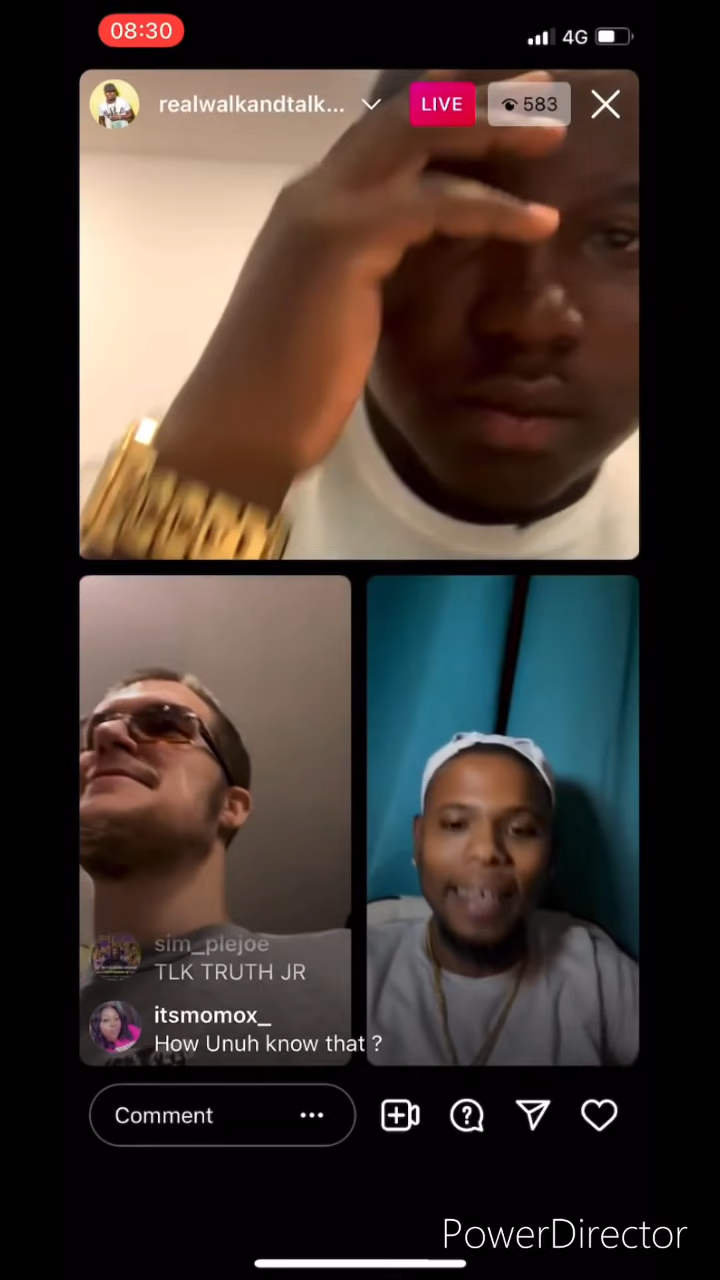 08:30
4G
realwalkandtalk...
LIVE
583
sim_plejoe
TLK TRUTH JR
itsmomox_
How Unuh know that ?
Comment
PowerDirector